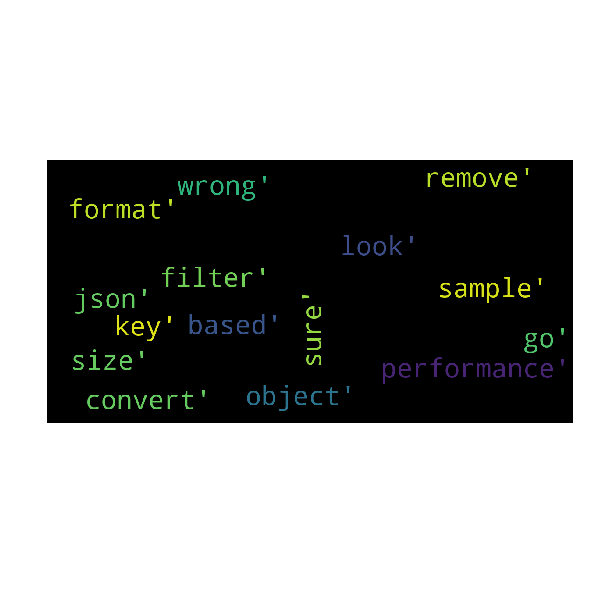 wrong'
remove'
format'
look'
filter'
sample'
json'
key'
based'
sure'
go'
size'
performance'
convert'
object'